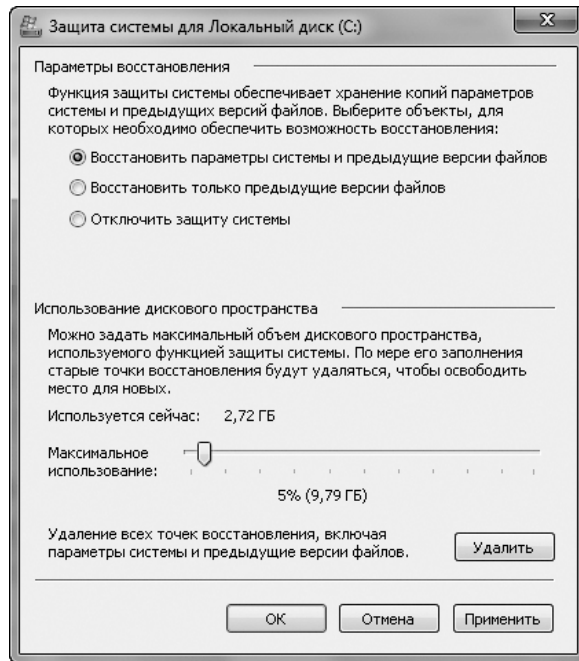 Защита системы для Локальный диск (C:)
Параметры восстановления
Функция защиты системы обеспечивает хранение копий параметров
системы и предыдущих версий файлов. Выберите объекты, для
которых необходимо обеспечить возможность восстановления:
Восстановить параметры системы и предыдущие версии файлов
Восстановить только предыдущие версии файлов
Отключить защиту системы
Использование дискового пространства
Можно задать максимальный объем дискового пространства,
используемого функцией защиты системы. По мере его заполнения
старые точки восстановления будут удаляться, чтобы освободить
место для новых.
Используется сейчас: 2,72 ГБ
Максимальное
использование:
5% (9,79 ГБ)
Удаление всех точек восстановления, включая
параметры системы и предыдущие версии файлов.
Удалить
ОК Отмена Применить